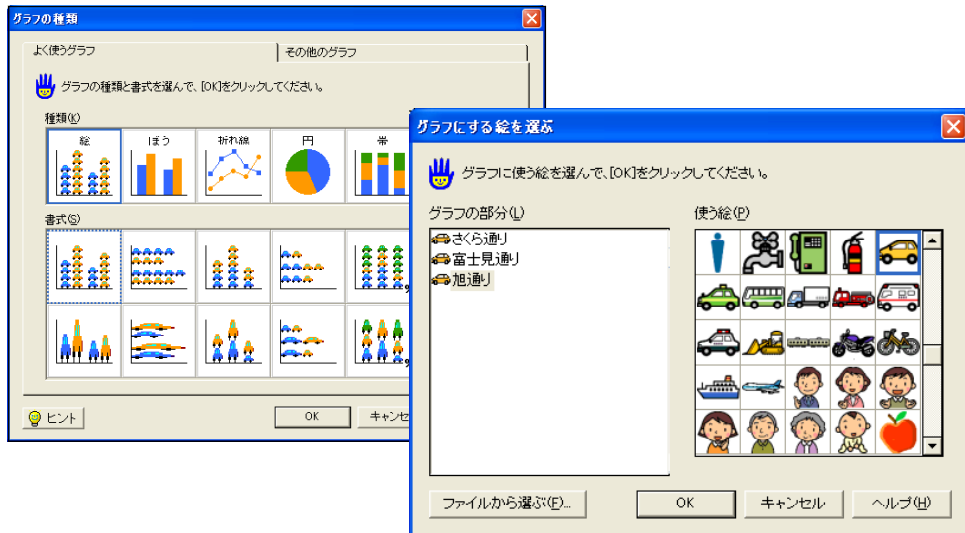 グラフの種類
よく使うグラフ
その他のグラフ
グラフの種類と書式を選んで、[OK]をクリックしてください。
種類(K)
絵
ぼう
折れ線
円
帯
書式(S)
ヒント
OK
キャンセ
グラフにする絵を選ぶ
グラフに使う絵を選んで、[OK]をクリックしてください。
グラフの部分(L)
さくら通り
富士見通り
旭通り
使う絵(P)
ファイルから選ぶ(F)...
OK
キャンセル
ヘルプ(H)